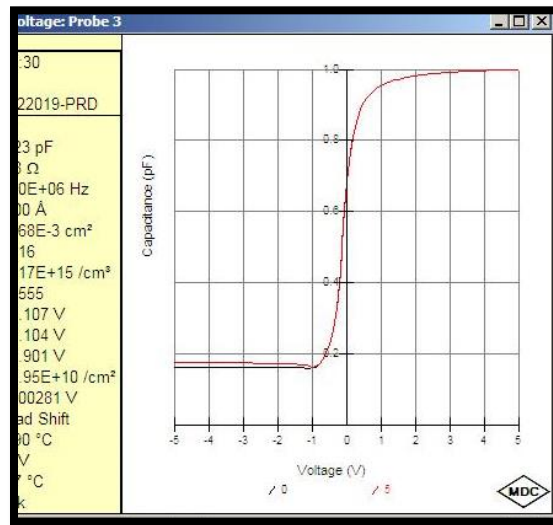 oltage: Probe 3
:30
22019-PRD
23 pF
Ω
0E+06 Hz
00 Å
68E-3 cm²
16
17E+15 /cm³
555
.107 V
.104 V
.901 V
.95E+10 /cm²
00281 V
ad Shift
90 °C
V
°C
k
Capacitance (pF)
1.0
0.8
0.6
0.4
0.2
-5 -4 -3 -2 -1 0 1 2 3 4 5
Voltage (V)
/ 0 / 5
MDC